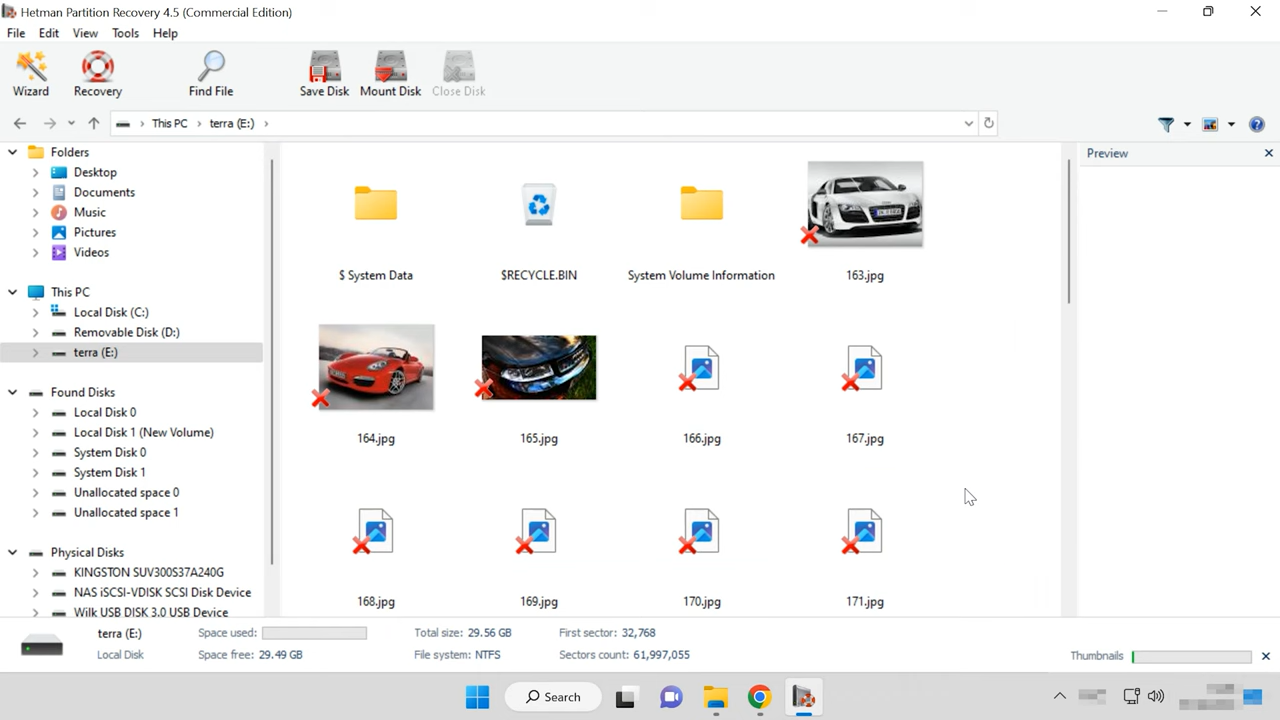 Hetman Partition Recovery 4.5 (Commercial Edition)
File Edit View Tools Help
Wizard Recovery Find File Save Disk Mount Disk Close Disk
This PC terra (E:)
Preview
Folders
Desktop
Documents
Music
Pictures
Videos
This PC
Local Disk (C:)
Removable Disk (D:)
terra (E:)
Found Disks
Local Disk 0
Local Disk 1 (New Volume)
System Disk 0
System Disk 1
Unallocated space 0
Unallocated space 1
Physical Disks
KINGSTON SUV300S37A240G
NAS iSCSI-VDISK SCSI Disk Device
Wilk USB DISK 3.0 USB Device
$ System Data $RECYCLE.BIN System Volume Information 163.jpg
164.jpg 165.jpg 166.jpg 167.jpg
168.jpg 169.jpg 170.jpg 171.jpg
terra (E:) Space used: Total size: 29.56 GB First sector: 32,768
Local Disk Space free: 29.49 GB File system: NTFS Sectors count: 61,997,055
Thumbnails
Search